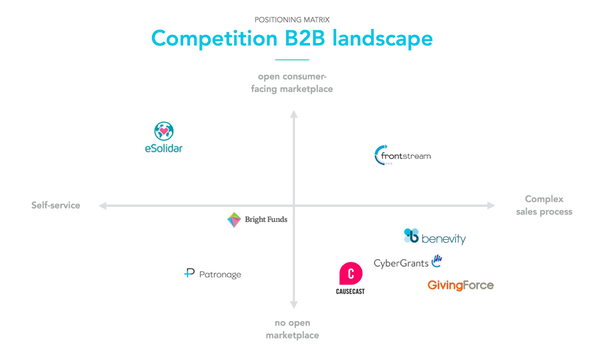 POSITIONING MATRIX
Competition B2B landscape
open consumer-
facing marketplace
eSolidar
frontstream
Self-service
Complex
sales process
Bright Funds
benevity
CyberGrants
Patronage
C
CAUSECAST
GivingForce
no open
marketplace